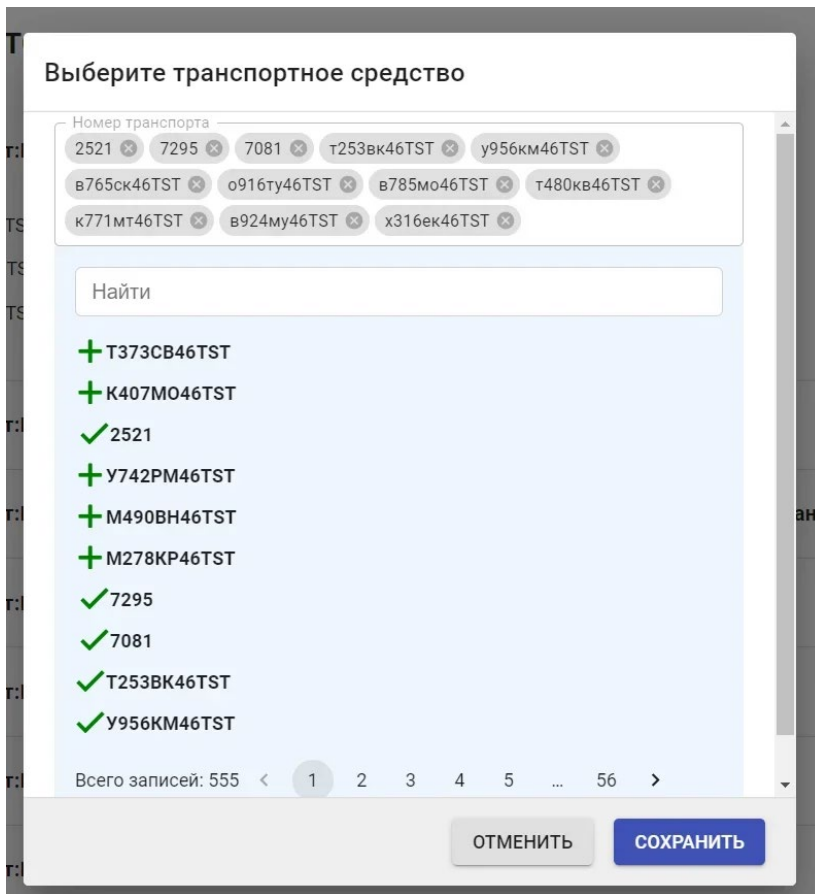 Выберите транспортное средство
Номер транспорта
2521 7295 7081 т253вк46TST у956км46TST
в765ск46TST о916ту46TST в785мо46TST т480кв46TST
к771мт46TST в924му46TST х316ек46TST
Найти
Т373СВ46TST
К407МО46TST
2521
У742РМ46TST
М490ВН46TST
М278КР46TST
7295
7081
Т253ВК46TST
У956КМ46TST
Всего записей: 555 < 1 2 3 4 5 ... 56 >
ОТМЕНИТЬ СОХРАНИТЬ